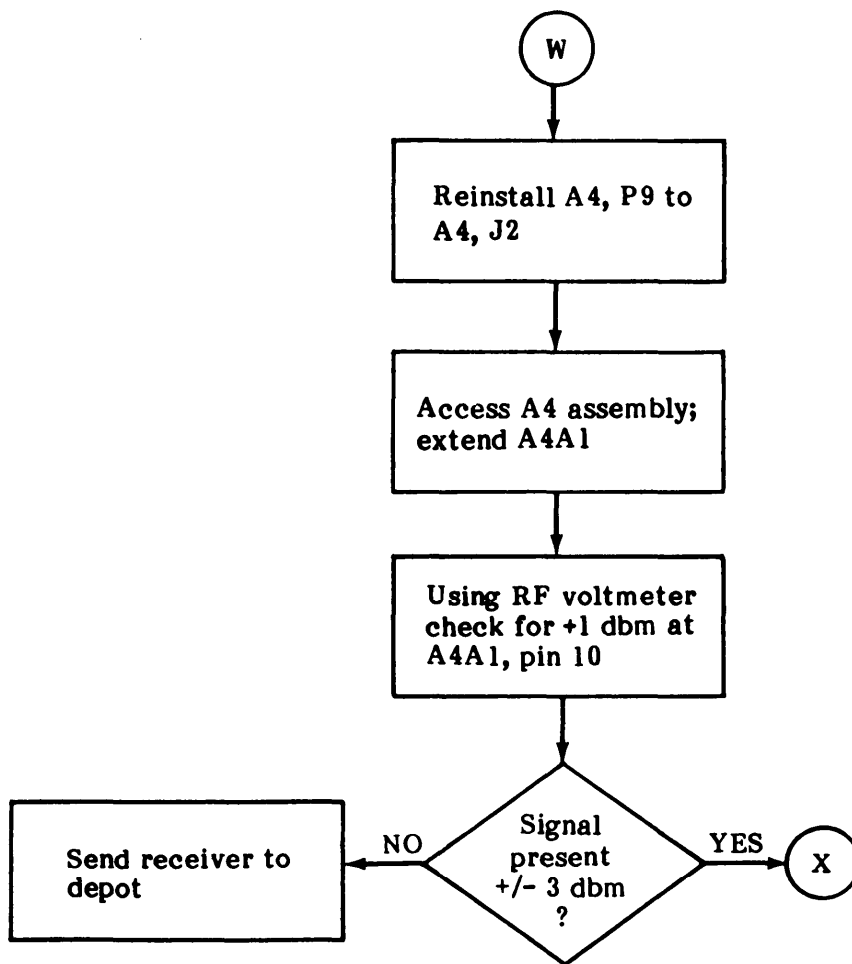 W
Reinstall A4, P9 to
A4, J2
Access A4 assembly;
extend A4A1
Using RF voltmeter
check for +1 dbm at
A4A1, pin 10
Signal
present
+/- 3 dbm
?
NO
YES
Send receiver to
depot
X